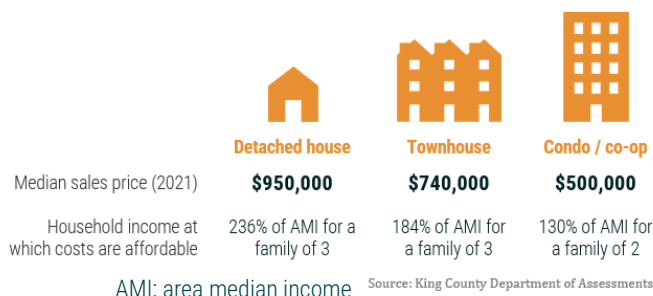 Detached house Townhouse Condo / co-op
Median sales price (2021) $950,000 $740,000 $500,000
Household income at 236% of AMI for a 184% of AMI for 130% of AMI for
which costs are affordable family of 3 a family of 3 a family of 2
AMI: area median income Source: King County Department of Assessments